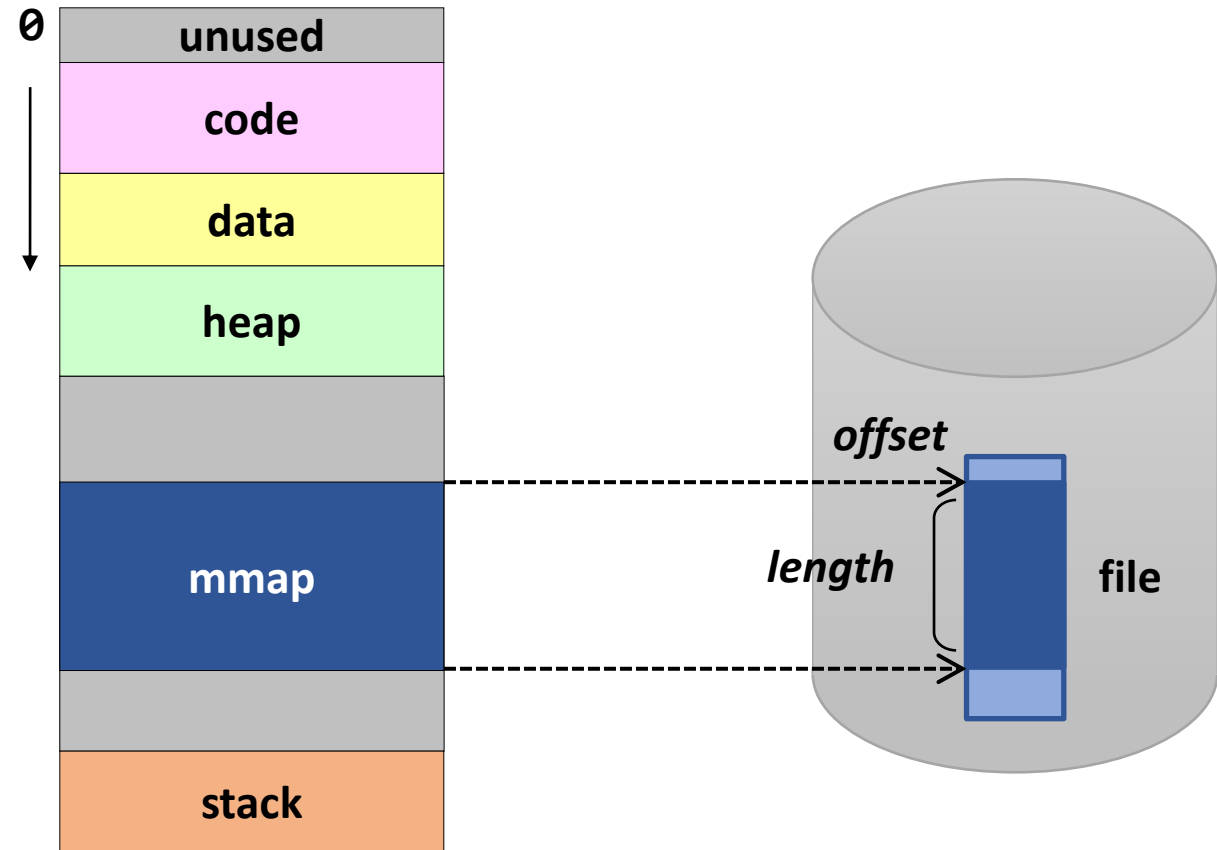 0
unused
code
data
heap
offset
mmap
length
file
stack